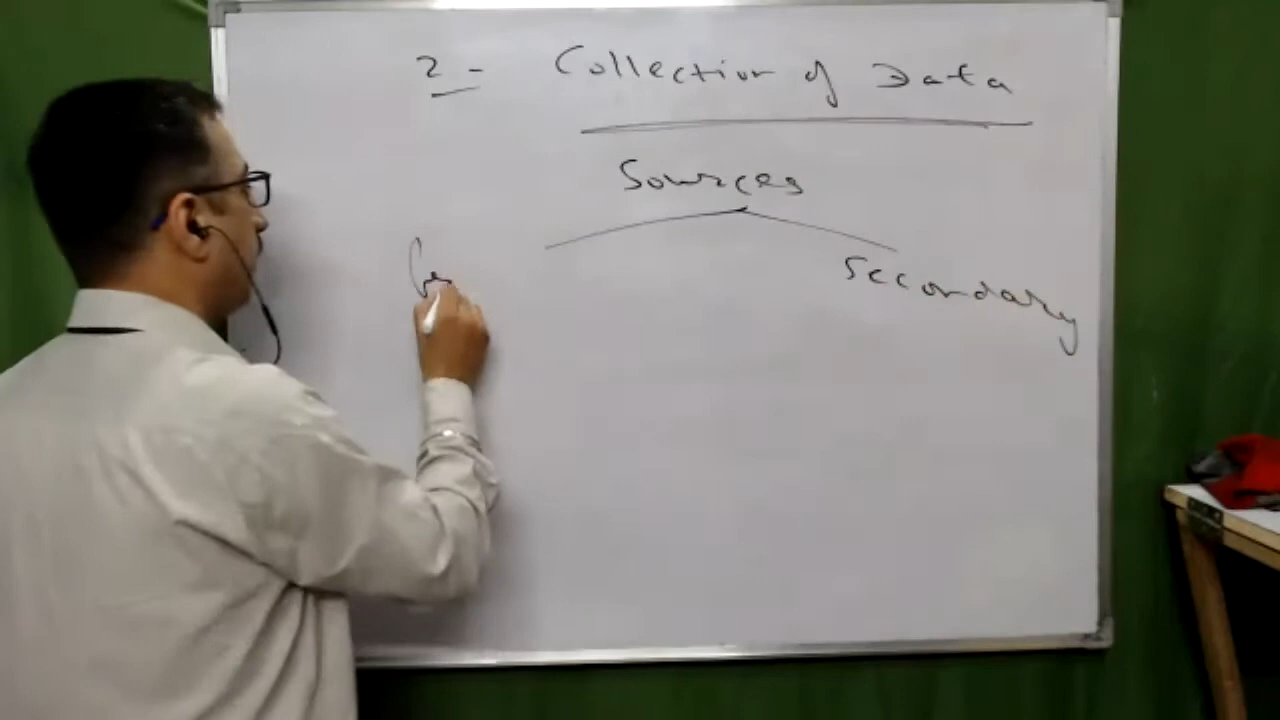 2- Collection of Data
Sources
Secondary